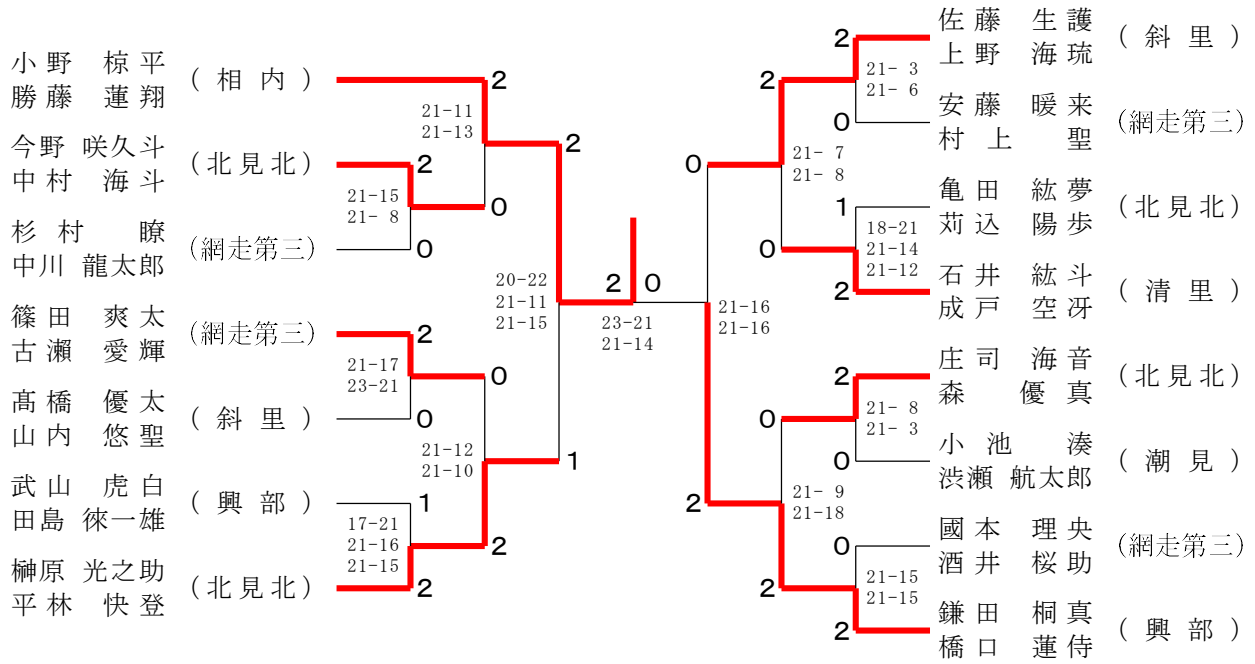 小野 椋平
勝藤 蓮翔
(相内)
2
21-11
21-13
今野 咲久斗
中村 海斗
(北見北)
2
21-15
21- 8
0
杉村 瞭
中川 龍太郎
(網走第三)
0
2
20-22
21-11
21-15
篠田 爽太
古瀬 愛輝
(網走第三)
2
21-17
23-21
0
髙橋 優太
山内 悠聖
(斜里)
0
21-12
21-10
1
武山 虎白
田島 徠一雄
(興部)
1
17-21
21-16
21-15
2
榊原 光之助
平林 快登
(北見北)
2
2 0
23-21
21-14
佐藤 生護
上野 海琉
(斜里)
2
21- 3
21- 6
2
安藤 暖来
村上 聖
(網走第三)
0
21- 7
21- 8
0
亀田 紘夢
苅込 陽歩
(北見北)
1
18-21
21-14
21-12
0
石井 紘斗
成戸 空冴
(清里)
2
21-16
21-16
庄司 海音
森 優真
(北見北)
2
21- 8
21- 3
0
小池 湊
渋瀬 航太郎
(潮見)
0
2
21- 9
21-18
國本 理央
酒井 桜助
(網走第三)
0
21-15
21-15
2
鎌田 桐真
橋口 蓮侍
(興部)
2